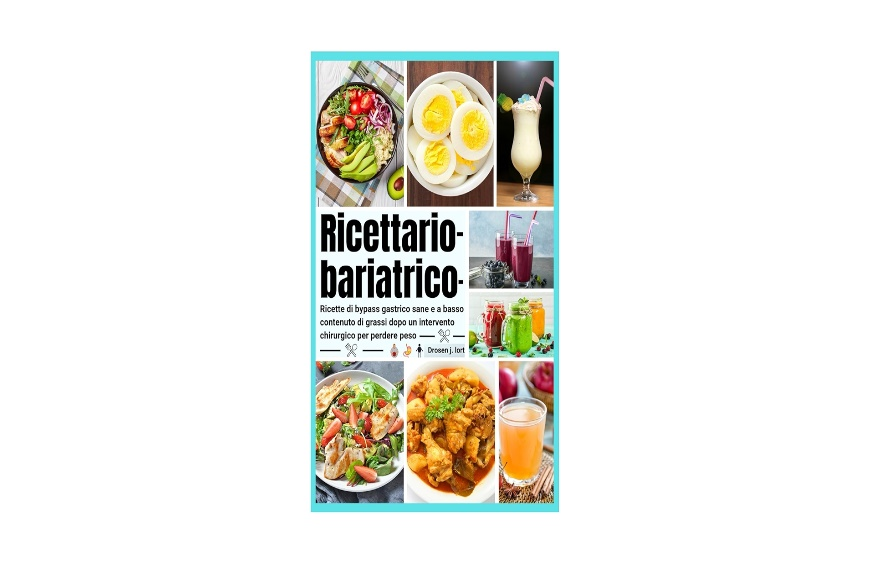 Ricettario-
bariatrico-
Ricette di bypass gastrico sane e a basso
contenuto di grassi dopo un intervento
chirurgico per perdere peso
Drosen j. lort